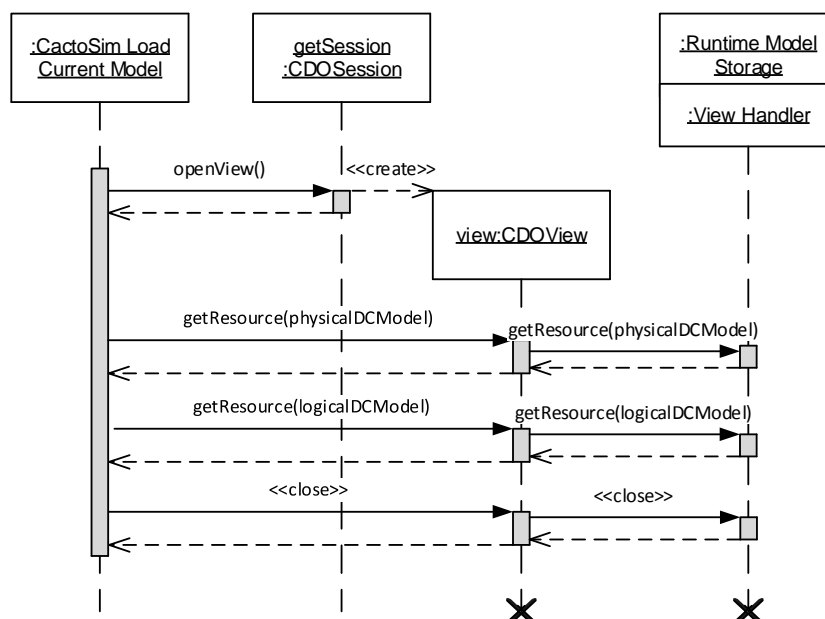 :CactoSim Load
Current Model
getSession
:CDOSession
:Runtime Model
Storage
:View Handler
openView()
<<create>>
view:CDOView
getResource(physicalDCModel)
getResource(physicalDCModel)
getResource(logicalDCModel)
getResource(logicalDCModel)
<<close>>
<<close>>